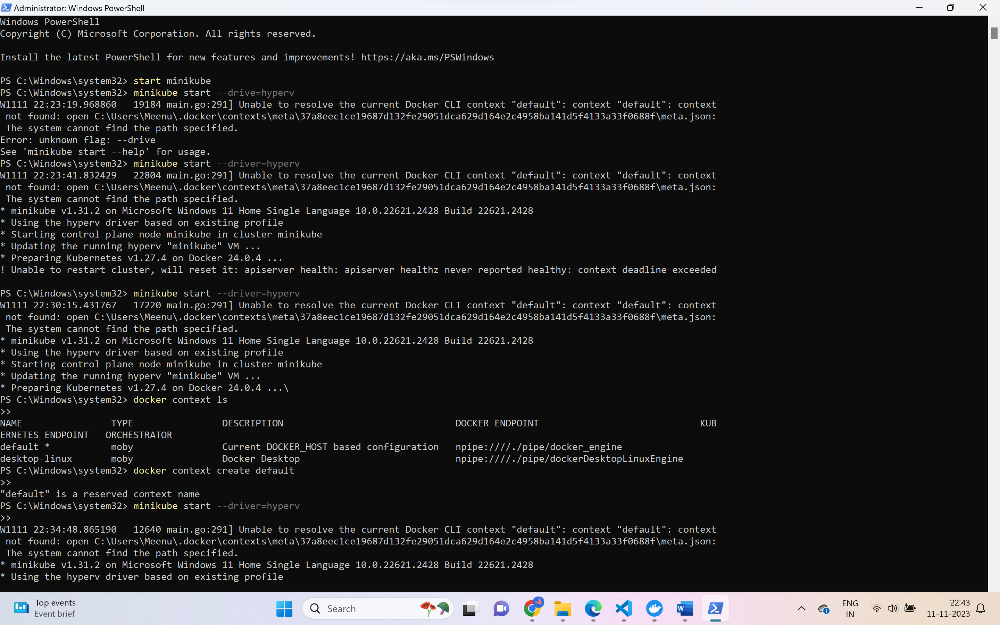 Administrator: Windows PowerShell
Windows PowerShell
Copyright (C) Microsoft Corporation. All rights reserved.
Install the latest PowerShell for new features and improvements! https://aka.ms/PSWindows
PS C:\Windows\system32> start minikube
PS C:\Windows\system32> minikube start --drive=hyperv
W1111 22:23:19.968860   19184 main.go:291] Unable to resolve the current Docker CLI context "default": context "default": context
 not found: open C:\Users\Meenu\.docker\contexts\meta\37a8eec1ce19687d132fe29051dca629d164e2c4958ba141d5f4133a33f0688f\meta.json:
 The system cannot find the path specified.
Error: unknown flag: --drive
See 'minikube start --help' for usage.
PS C:\Windows\system32> minikube start --driver=hyperv
W1111 22:23:41.832429   22804 main.go:291] Unable to resolve the current Docker CLI context "default": context "default": context
 not found: open C:\Users\Meenu\.docker\contexts\meta\37a8eec1ce19687d132fe29051dca629d164e2c4958ba141d5f4133a33f0688f\meta.json:
 The system cannot find the path specified.
* minikube v1.31.2 on Microsoft Windows 11 Home Single Language 10.0.22621.2428 Build 22621.2428
* Using the hyperv driver based on existing profile
* Starting control plane node minikube in cluster minikube
* Updating the running hyperv "minikube" VM ...
* Preparing Kubernetes v1.27.4 on Docker 24.0.4 ...
! Unable to restart cluster, will reset it: apiserver health: apiserver healthz never reported healthy: context deadline exceeded
PS C:\Windows\system32> minikube start --driver=hyperv
W1111 22:30:15.431767   17220 main.go:291] Unable to resolve the current Docker CLI context "default": context "default": context
 not found: open C:\Users\Meenu\.docker\contexts\meta\37a8eec1ce19687d132fe29051dca629d164e2c4958ba141d5f4133a33f0688f\meta.json:
 The system cannot find the path specified.
* minikube v1.31.2 on Microsoft Windows 11 Home Single Language 10.0.22621.2428 Build 22621.2428
* Using the hyperv driver based on existing profile
* Starting control plane node minikube in cluster minikube
* Updating the running hyperv "minikube" VM ...
* Preparing Kubernetes v1.27.4 on Docker 24.0.4 ...\
PS C:\Windows\system32> docker context ls
>>
NAME                TYPE                DESCRIPTION                               DOCKER ENDPOINT                             KUB
ERNETES ENDPOINT   ORCHESTRATOR
default *           moby                Current DOCKER_HOST based configuration   npipe:////./pipe/docker_engine
desktop-linux       moby                Docker Desktop                            npipe:////./pipe/dockerDesktopLinuxEngine
PS C:\Windows\system32> docker context create default
>>
"default" is a reserved context name
PS C:\Windows\system32> minikube start --driver=hyperv
>>
W1111 22:34:48.865190   12640 main.go:291] Unable to resolve the current Docker CLI context "default": context "default": context
 not found: open C:\Users\Meenu\.docker\contexts\meta\37a8eec1ce19687d132fe29051dca629d164e2c4958ba141d5f4133a33f0688f\meta.json:
 The system cannot find the path specified.
* minikube v1.31.2 on Microsoft Windows 11 Home Single Language 10.0.22621.2428 Build 22621.2428
* Using the hyperv driver based on existing profile
Top events
Event brief
Search
W
ENG
IN
22:43
11-11-2023